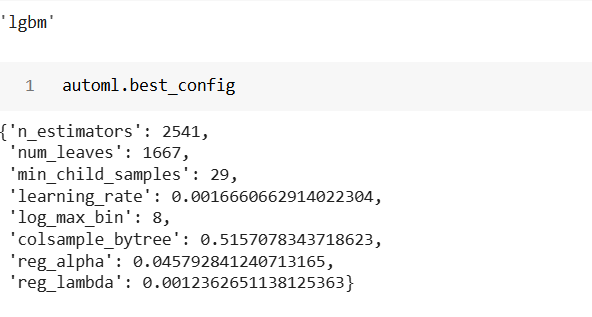 'lgbm'
1 automl.best_config
{'n_estimators': 2541,
'num_leaves': 1667,
'min_child_samples': 29,
'learning_rate': 0.0016660662914022304,
'log_max_bin': 8,
'colsample_bytree': 0.5157078343718623,
'reg_alpha': 0.045792841240713165,
'reg_lambda': 0.0012362651138125363}